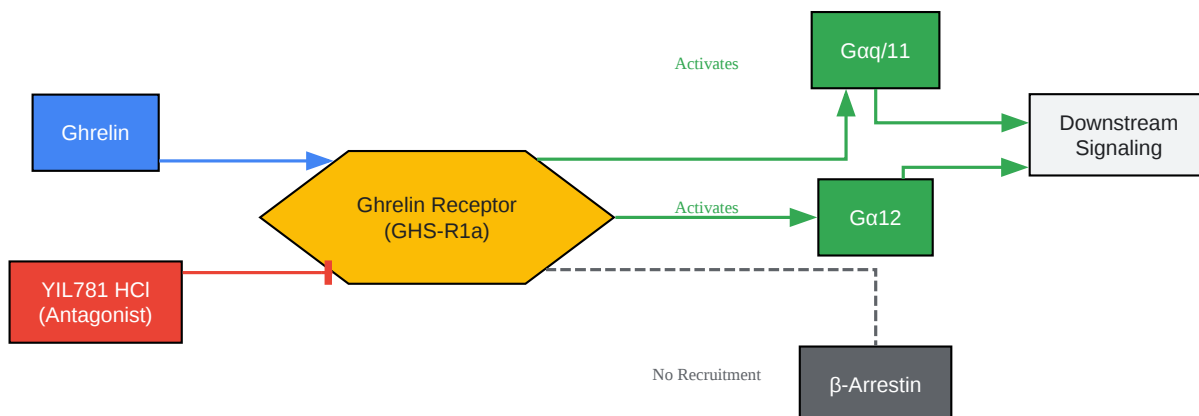 Ghrelin
YIL781 HCl
(Antagonist)
Ghrelin Receptor
(GHS-R1a)
Activates
Activates
No Recruitment
Gαq/11
Gα12
β-Arrestin
Downstream
Signaling